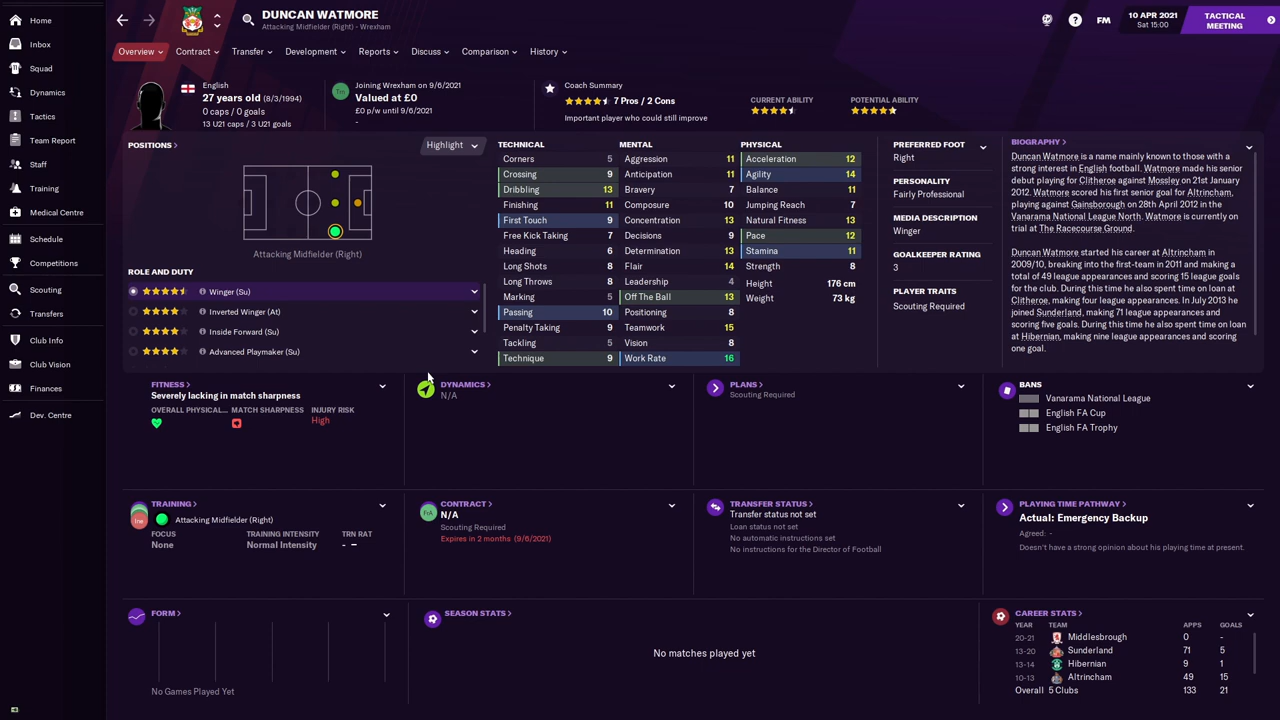 Home
Inbox
Squad
Dynamics
Tactics
Team Report
Staff
Training
Medical Centre
Schedule
Competitions
Scouting
Transfers
Club Info
Club Vision
Finances
Dev. Centre
DUNCAN WATMORE
Attacking Midfielder (Right) - Wrexham
?
FM
10 APR 2021
Sat 15:00
TACTICAL
MEETING
Overview
Contract
Transfer
Development
Reports
Discuss
Comparison
History
English
27 years old (8/3/1994)
0 caps / 0 goals
13 U21 caps / 3 U21 goals
Joining Wrexham on 9/6/2021
Valued at £0
£0 p/w until 9/6/2021
-
Coach Summary
7 Pros / 2 Cons
Important player who could still improve
CURRENT ABILITY
POTENTIAL ABILITY
POSITIONS
Highlight
Attacking Midfielder (Right)
ROLE AND DUTY
Winger (Su)
Inverted Winger (At)
Inside Forward (Su)
Advanced Playmaker (Su)
TECHNICAL
Corners 5
Crossing 9
Dribbling 13
Finishing 11
First Touch 9
Free Kick Taking 7
Heading 6
Long Shots 8
Long Throws 8
Marking 5
Passing 10
Penalty Taking 9
Tackling 5
Technique 9
MENTAL
Aggression 11
Anticipation 11
Bravery 7
Composure 10
Concentration 13
Decisions 9
Determination 13
Flair 14
Leadership 4
Off The Ball 13
Positioning 8
Teamwork 15
Vision 8
Work Rate 16
PHYSICAL
Acceleration 12
Agility 14
Balance 11
Jumping Reach 7
Natural Fitness 13
Pace 12
Stamina 11
Strength 8
Height 176 cm
Weight 73 kg
PREFERRED FOOT
Right
PERSONALITY
Fairly Professional
MEDIA DESCRIPTION
Winger
GOALKEEPER RATING
3
PLAYER TRAITS
Scouting Required
BIOGRAPHY
Duncan Watmore is a name mainly known to those with a
strong interest in English football. Watmore made his senior
debut playing for Clitheroe against Mossley on 21st January
2012. Watmore scored his first senior goal for Altrincham,
playing against Gainsborough on 28th April 2012 in the
Vanarama National League North. Watmore is currently on
trial at The Racecourse Ground.
Duncan Watmore started his career at Altrincham in
2009/10, breaking into the first-team in 2011 and making a
total of 49 league appearances and scoring 15 league goals
for the club. During this time he also spent time on loan at
Clitheroe, making four league appearances. In July 2013 he
joined Sunderland, making 71 league appearances and
scoring five goals. During this time he also spent time on loan
at Hibernian, making nine league appearances and scoring
one goal.
FITNESS
Severely lacking in match sharpness
OVERALL PHYSICAL...
MATCH SHARPNESS
INJURY RISK
High
DYNAMICS
N/A
PLANS
Scouting Required
BANS
Vanarama National League
English FA Cup
English FA Trophy
TRAINING
Inw
Attacking Midfielder (Right)
FOCUS
None
TRAINING INTENSITY
Normal Intensity
TRN RAT
- –
CONTRACT
FrA
N/A
Scouting Required
Expires in 2 months (9/6/2021)
TRANSFER STATUS
Transfer status not set
Loan status not set
No automatic instructions set
No instructions for the Director of Football
PLAYING TIME PATHWAY
Actual: Emergency Backup
Agreed: -
Doesn't have a strong opinion about his playing time at present.
FORM
No Games Played Yet
SEASON STATS
No matches played yet
CAREER STATS
YEAR TEAM APPS GOALS
20-21 Middlesbrough 0 -
13-20 Sunderland 71 5
13-14 Hibernian 9 1
10-13 Altrincham 49 15
Overall 5 Clubs 133 21